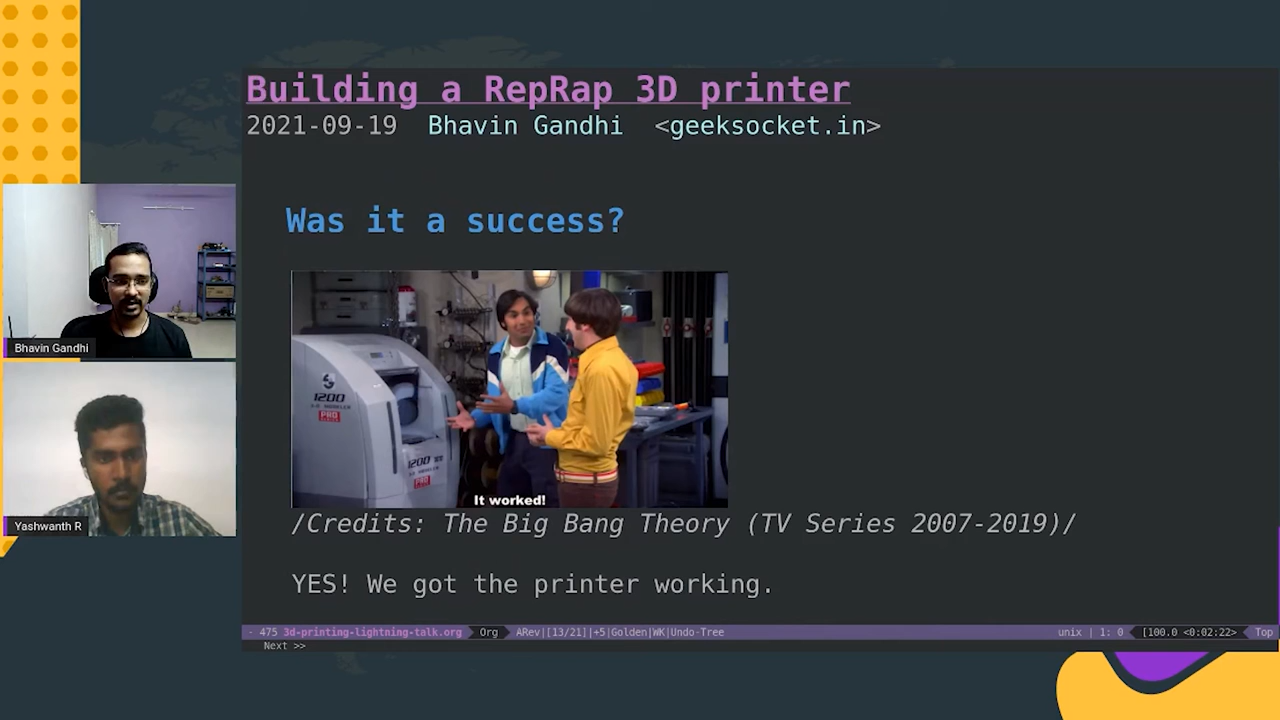 Building a RepRap 3D printer
2021-09-19 Bhavin Gandhi <geeksocket.in>
Was it a success?
1200
PRO
1200
PRO
It worked!
/Credits: The Big Bang Theory (TV Series 2007-2019)/
YES! We got the printer working.
- 475 3d-printing-lightning-talk.org Org ARev|[13/21]|+5|Golden|WK|Undo-Tree unix | 1: 0 [100.0 <0:02:22> Top
Next >>
Bhavin Gandhi
Yashwanth R